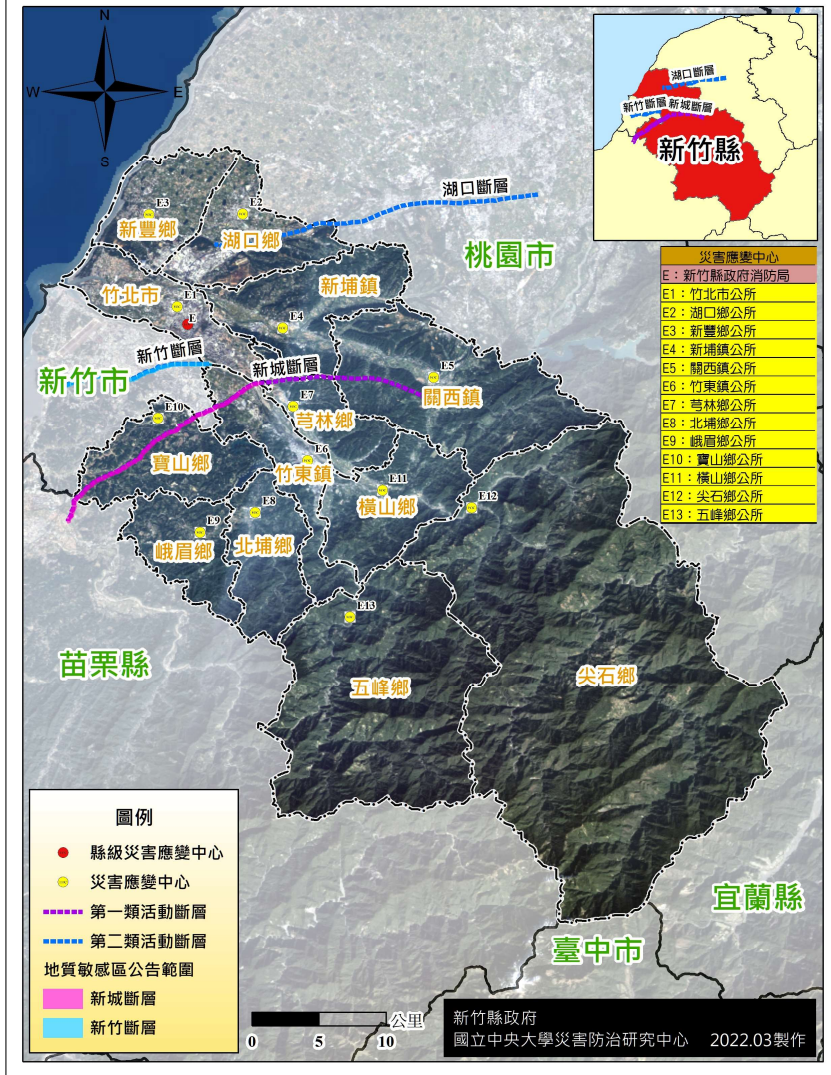 N
W
E
S
湖口斷層
新竹斷層
新城斷層
新竹縣
災害應變中心
E：新竹縣政府消防局
E1：竹北市公所
E2：湖口鄉公所
E3：新豐鄉公所
E4：新埔鎮公所
E5：關西鎮公所
E6：竹東鎮公所
E7：芎林鄉公所
E8：北埔鄉公所
E9：峨眉鄉公所
E10：寶山鄉公所
E11：橫山鄉公所
E12：尖石鄉公所
E13：五峰鄉公所
湖口斷層
E3
E2
新豐鄉
湖口鄉
桃園市
新埔鎮
竹北市
E1
E
E4
新竹斷層
新城斷層
E5
新竹市
關西鎮
E7
E10
芎林鄉
寶山鄉
E6
竹東鎮
E11
橫山鄉
E12
E8
E9
峨眉鄉
北埔鄉
E13
苗栗縣
五峰鄉
尖石鄉
宜蘭縣
臺中市
圖例
縣級災害應變中心
災害應變中心
第一類活動斷層
第二類活動斷層
地質敏感區公告範圍
新城斷層
新竹斷層
公里
0 5 10
新竹縣政府
國立中央大學災害防治研究中心 2022.03製作